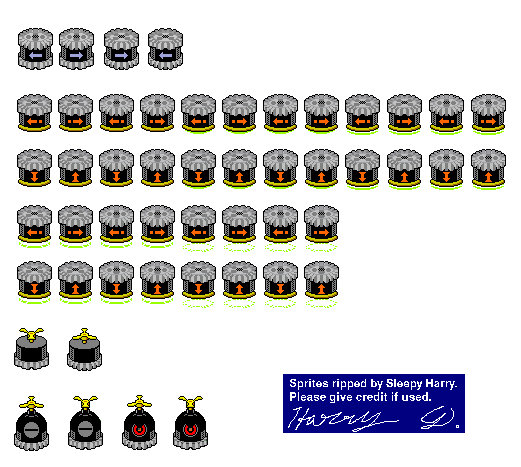 Sprites ripped by Sleepy Harry.
Please give credit if used.
Harry D.